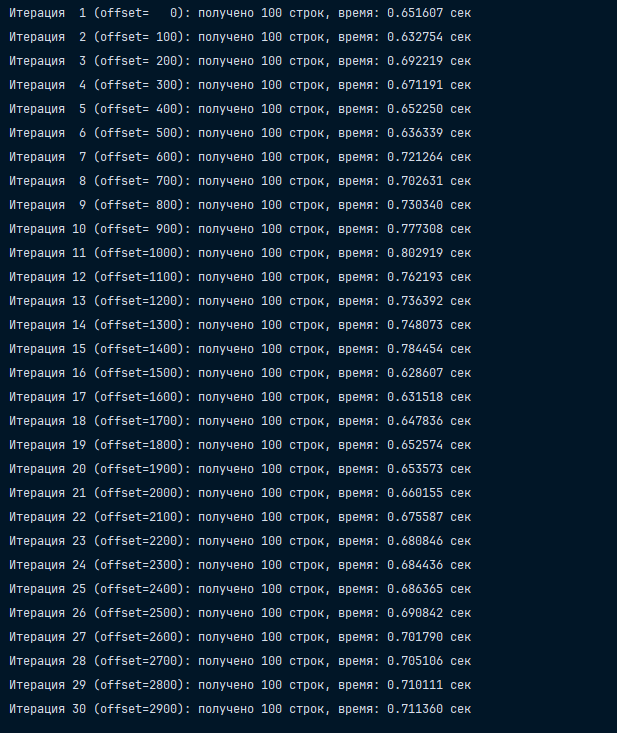 Итерация  1 (offset=   0): получено 100 строк, время: 0.651607 сек
Итерация  2 (offset= 100): получено 100 строк, время: 0.632754 сек
Итерация  3 (offset= 200): получено 100 строк, время: 0.692219 сек
Итерация  4 (offset= 300): получено 100 строк, время: 0.671191 сек
Итерация  5 (offset= 400): получено 100 строк, время: 0.652250 сек
Итерация  6 (offset= 500): получено 100 строк, время: 0.636339 сек
Итерация  7 (offset= 600): получено 100 строк, время: 0.721264 сек
Итерация  8 (offset= 700): получено 100 строк, время: 0.702631 сек
Итерация  9 (offset= 800): получено 100 строк, время: 0.730340 сек
Итерация 10 (offset= 900): получено 100 строк, время: 0.777308 сек
Итерация 11 (offset=1000): получено 100 строк, время: 0.802919 сек
Итерация 12 (offset=1100): получено 100 строк, время: 0.762193 сек
Итерация 13 (offset=1200): получено 100 строк, время: 0.736392 сек
Итерация 14 (offset=1300): получено 100 строк, время: 0.748073 сек
Итерация 15 (offset=1400): получено 100 строк, время: 0.784454 сек
Итерация 16 (offset=1500): получено 100 строк, время: 0.628607 сек
Итерация 17 (offset=1600): получено 100 строк, время: 0.631518 сек
Итерация 18 (offset=1700): получено 100 строк, время: 0.647836 сек
Итерация 19 (offset=1800): получено 100 строк, время: 0.652574 сек
Итерация 20 (offset=1900): получено 100 строк, время: 0.653573 сек
Итерация 21 (offset=2000): получено 100 строк, время: 0.660155 сек
Итерация 22 (offset=2100): получено 100 строк, время: 0.675587 сек
Итерация 23 (offset=2200): получено 100 строк, время: 0.680846 сек
Итерация 24 (offset=2300): получено 100 строк, время: 0.684436 сек
Итерация 25 (offset=2400): получено 100 строк, время: 0.686365 сек
Итерация 26 (offset=2500): получено 100 строк, время: 0.690842 сек
Итерация 27 (offset=2600): получено 100 строк, время: 0.701790 сек
Итерация 28 (offset=2700): получено 100 строк, время: 0.705106 сек
Итерация 29 (offset=2800): получено 100 строк, время: 0.710111 сек
Итерация 30 (offset=2900): получено 100 строк, время: 0.711360 сек